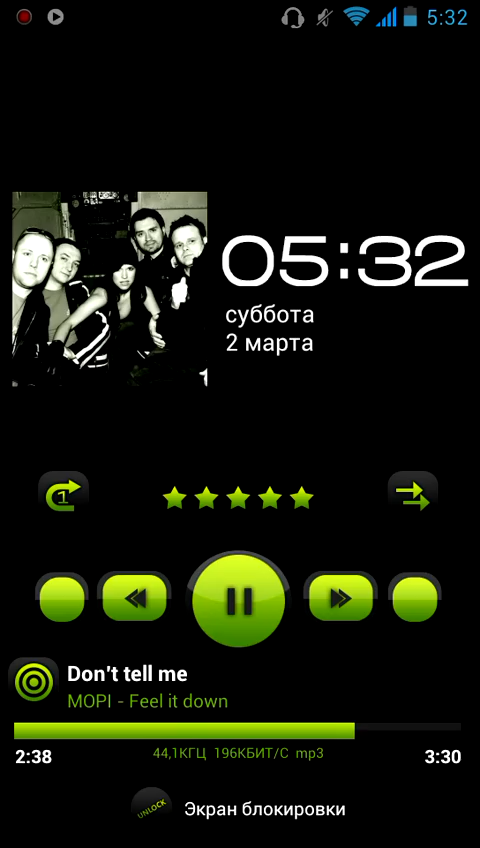 5:32
05:32
суббота
2 марта
1
Don't tell me
MOPI - Feel it down
2:38
44,1КГЦ 196КБИТ/С mp3
3:30
UNLOCK
Экран блокировки